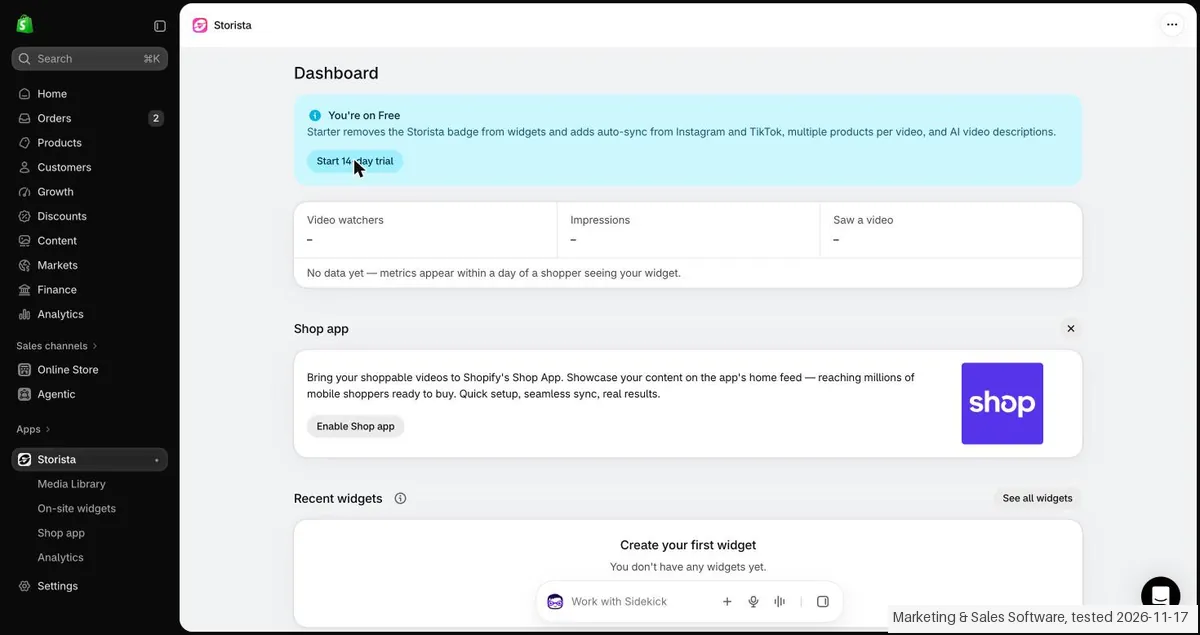 Storista
Search ⌘K
Home
Orders 2
Products
Customers
Growth
Discounts
Content
Markets
Finance
Analytics
Sales channels
Online Store
Agentic
Apps
Storista
Media Library
On-site widgets
Shop app
Analytics
Settings
Dashboard
You're on Free
Starter removes the Storista badge from widgets and adds auto-sync from Instagram and TikTok, multiple products per video, and AI video descriptions.
Start 14-day trial
Video watchers Impressions Saw a video
– – –
No data yet — metrics appear within a day of a shopper seeing your widget.
Shop app
Bring your shoppable videos to Shopify's Shop App. Showcase your content on the app's home feed — reaching millions of
mobile shoppers ready to buy. Quick setup, seamless sync, real results.
Enable Shop app
shop
Recent widgets See all widgets
Create your first widget
You don't have any widgets yet.
Work with Sidekick
Marketing & Sales Software, tested 2026-11-17